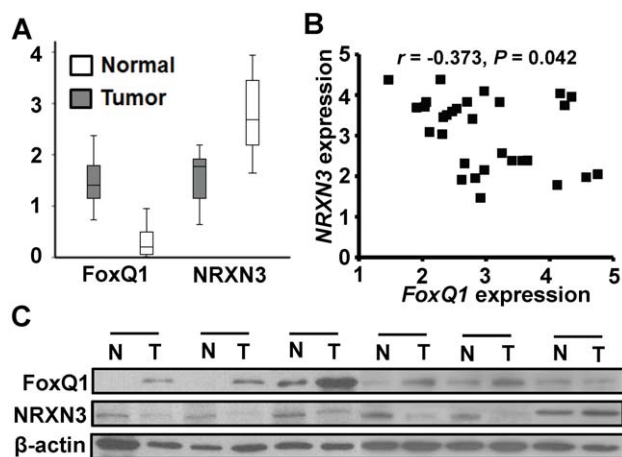 A
4
3
2
1
0
Normal
Tumor
FoxQ1 NRXN3
B
r = -0.373, P = 0.042
NRXN3 expression
5
4
3
2
1
0
1 2 3 4 5
FoxQ1 expression
C
N T N T N T N T N T N T
FoxQ1
NRXN3
β-actin